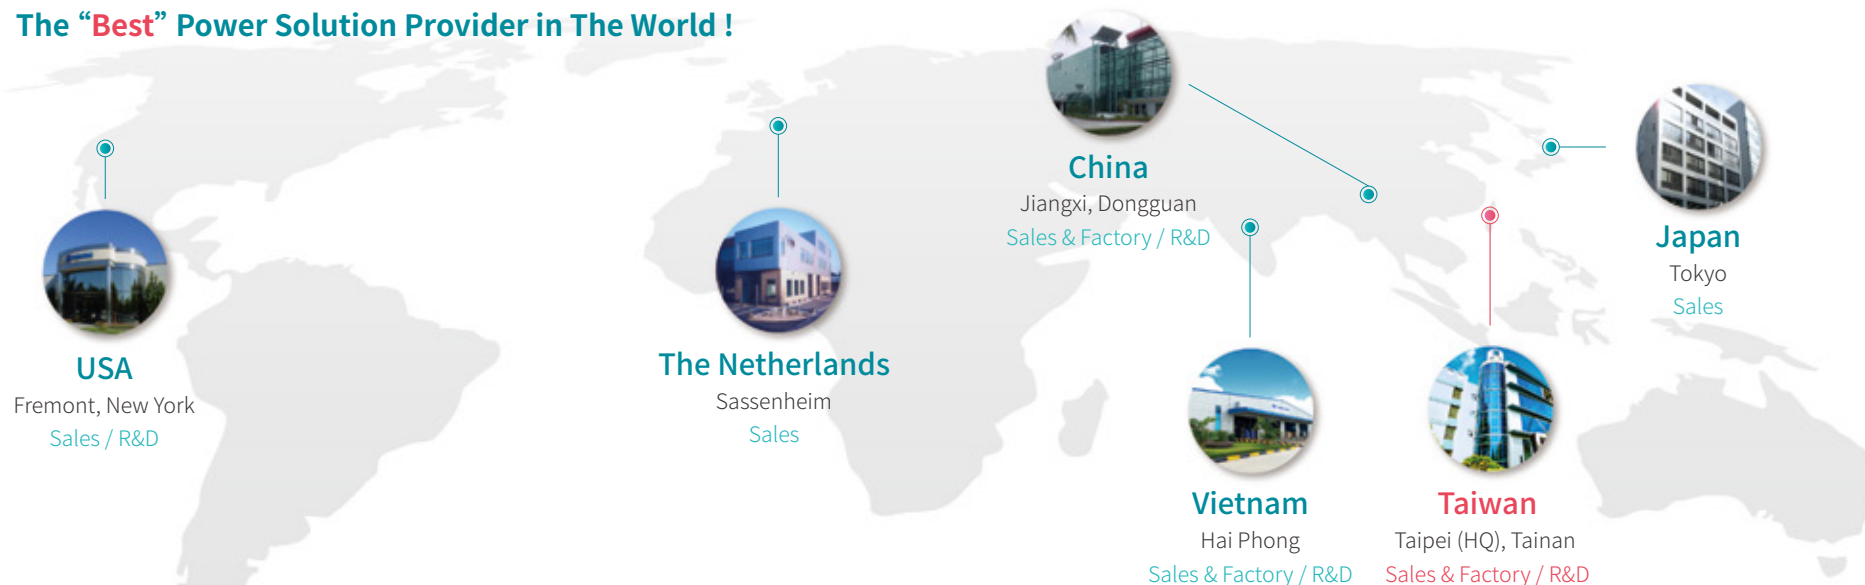 The “Best” Power Solution Provider in The World !
USA
Fremont, New York
Sales / R&D
The Netherlands
Sassenheim
Sales
China
Jiangxi, Dongguan
Sales & Factory / R&D
Vietnam
Hai Phong
Sales & Factory / R&D
Taiwan
Taipei (HQ), Tainan
Sales & Factory / R&D
Japan
Tokyo
Sales